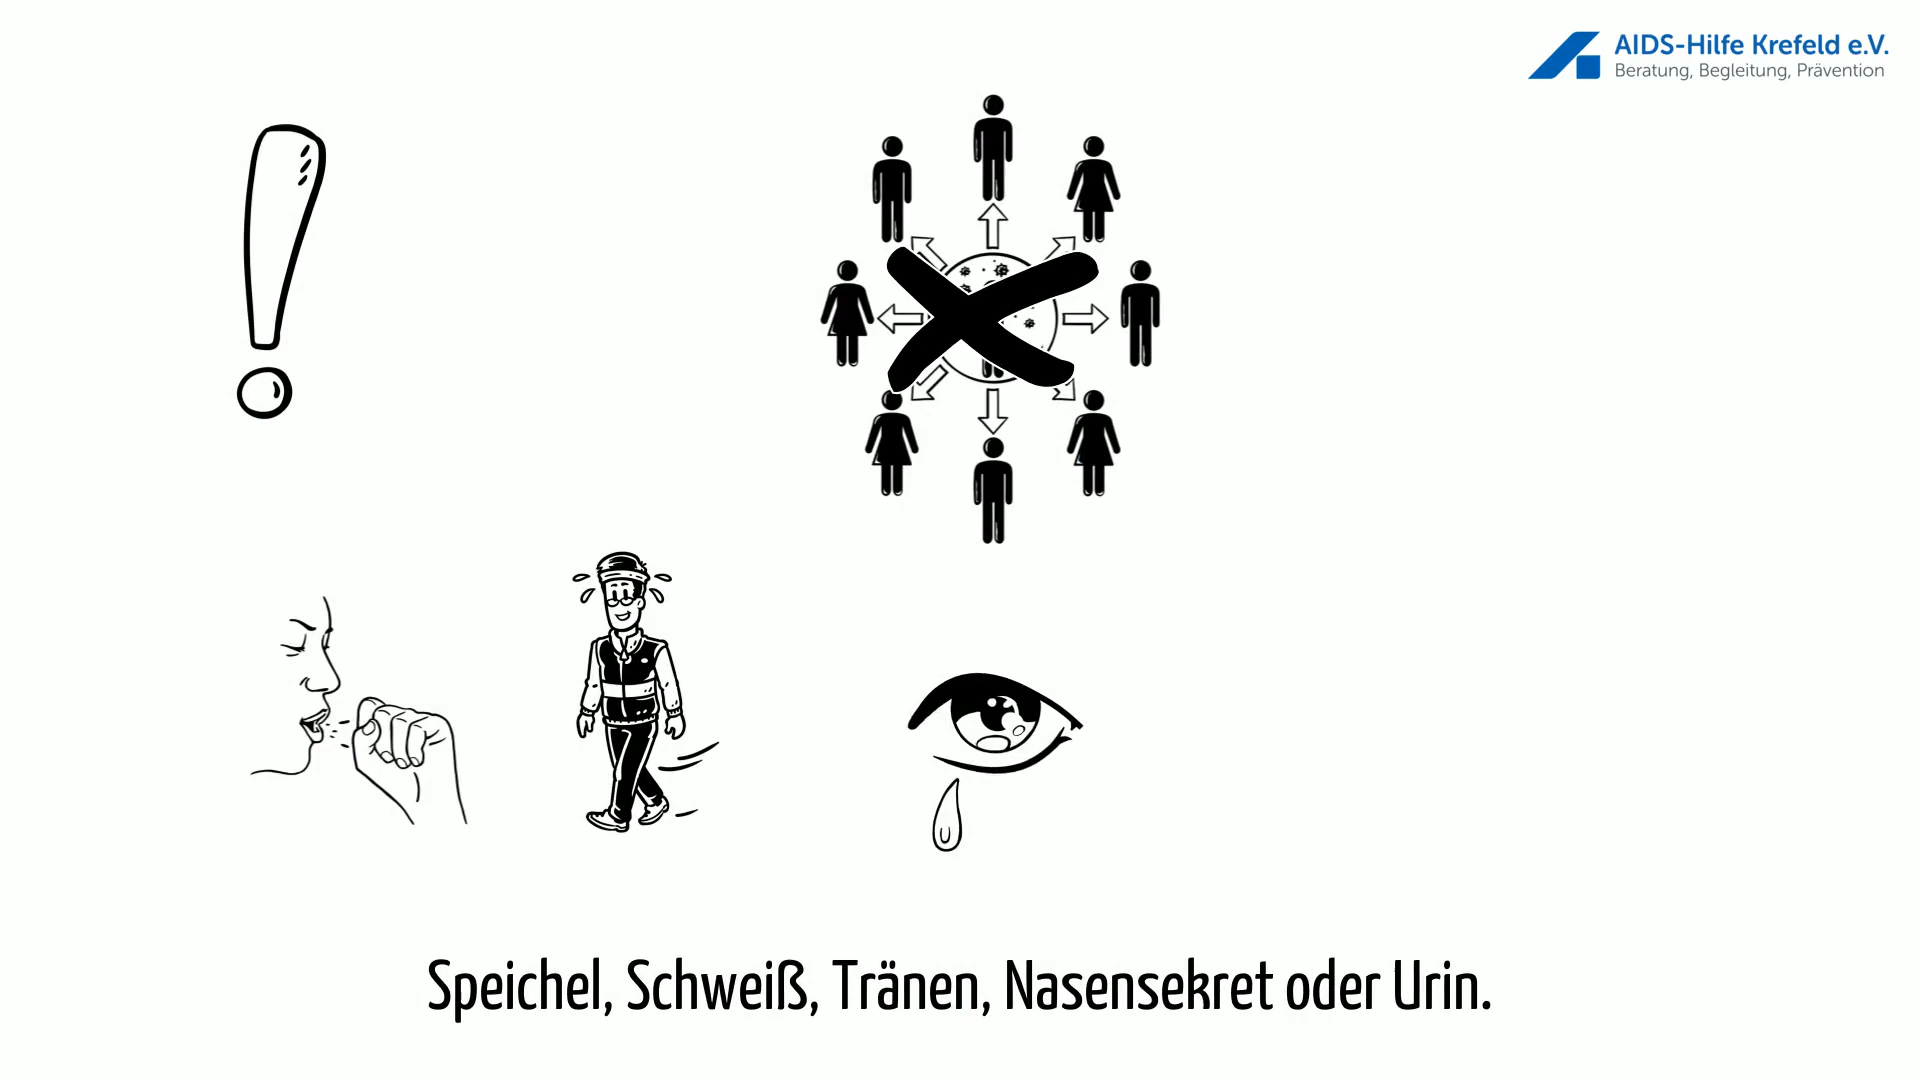 AIDS-Hilfe Krefeld e.V.
Beratung, Begleitung, Prävention
Speichel, Schweiß, Tränen, Nasensekret oder Urin.